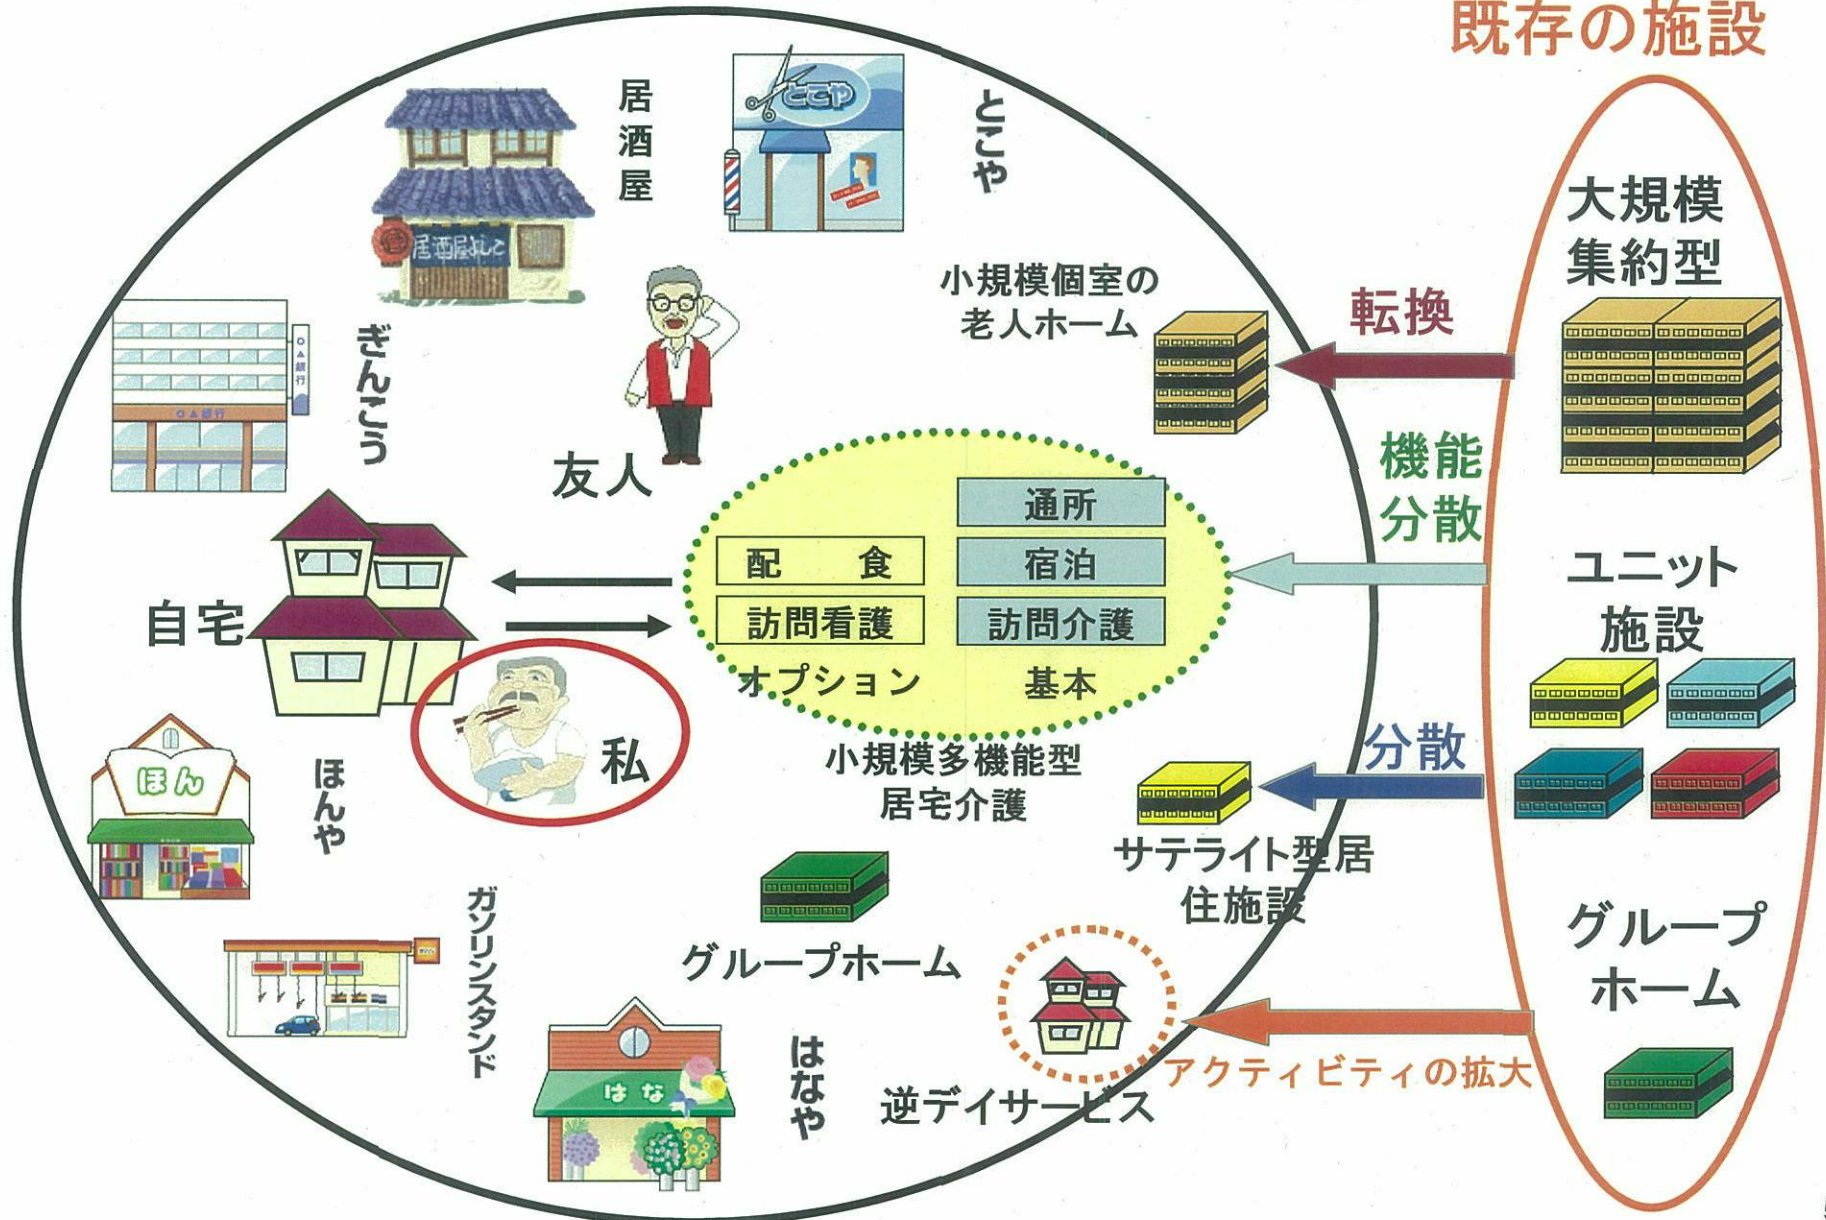 既存の施設
居酒屋
とこや
とこや
居酒屋よしこ
大規模
集約型
小規模個室の
老人ホーム
転換
ぎんこう
〇▲銀行
〇▲銀行
機能
分散
友人
通所
配　食
宿泊
訪問看護
訪問介護
オプション
基本
自宅
ユニット
施設
私
小規模多機能型
居宅介護
分散
ほん
ほんや
サテライト型居
住施設
ガソリンスタンド
グループホーム
グループ
ホーム
はな
はなや
逆デイサービス
アクティビティの拡大